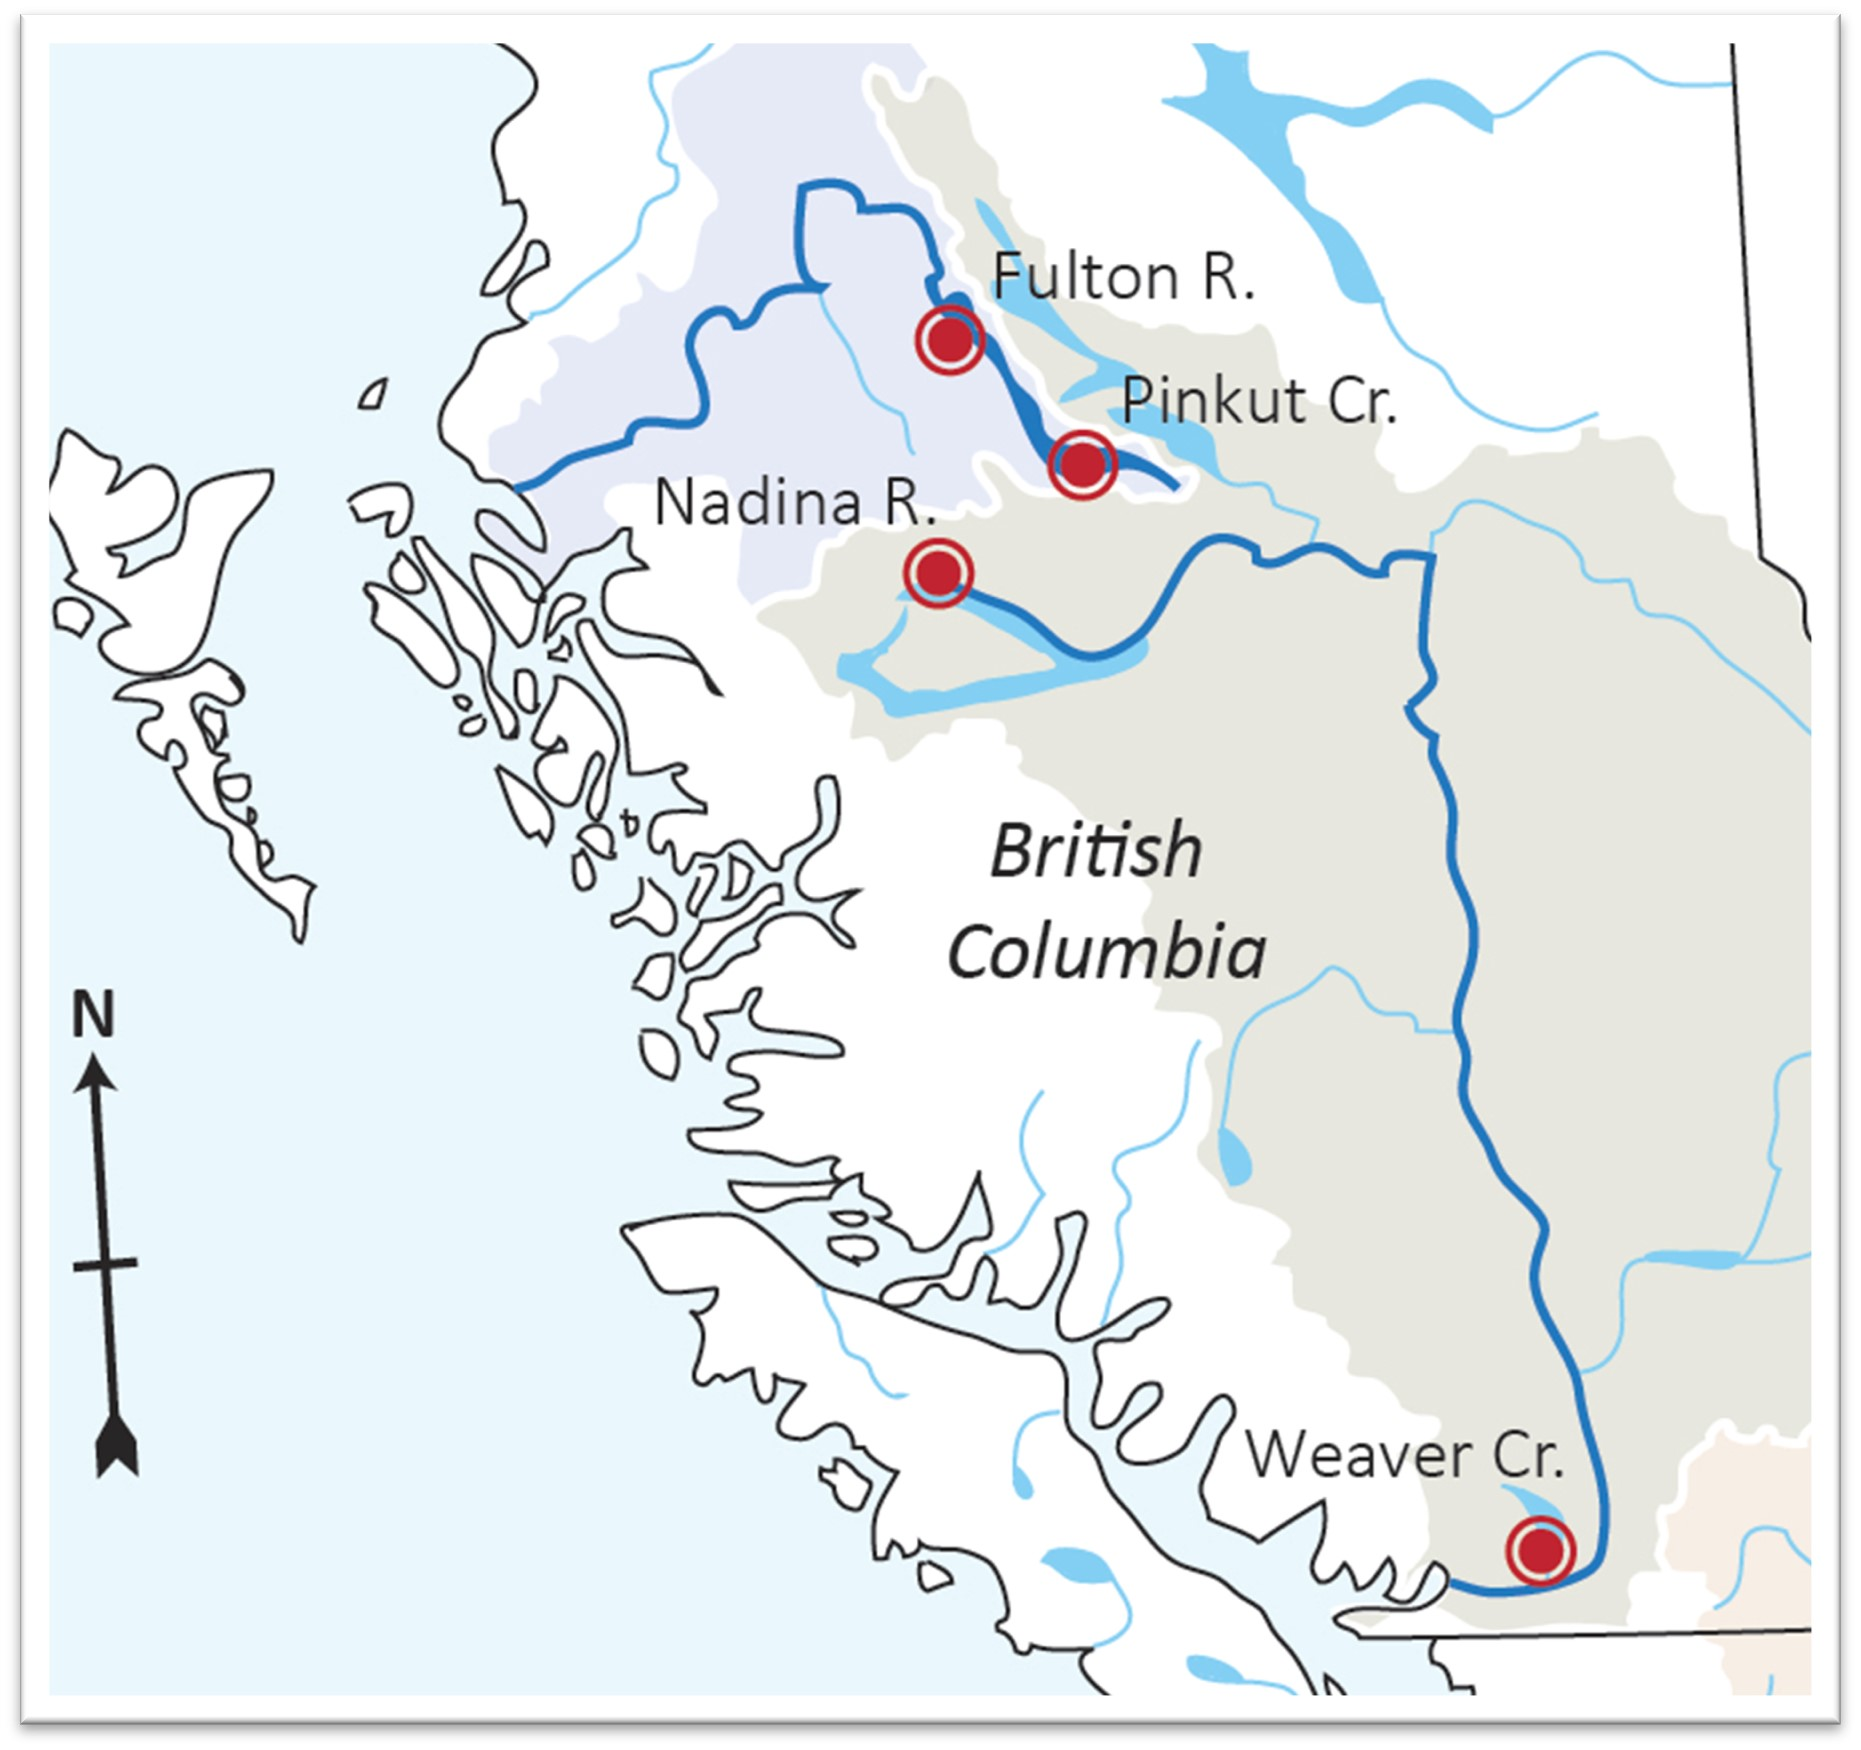 Fulton R.
Pinkut Cr.
Nadina R.
British
Columbia
N
Weaver Cr.